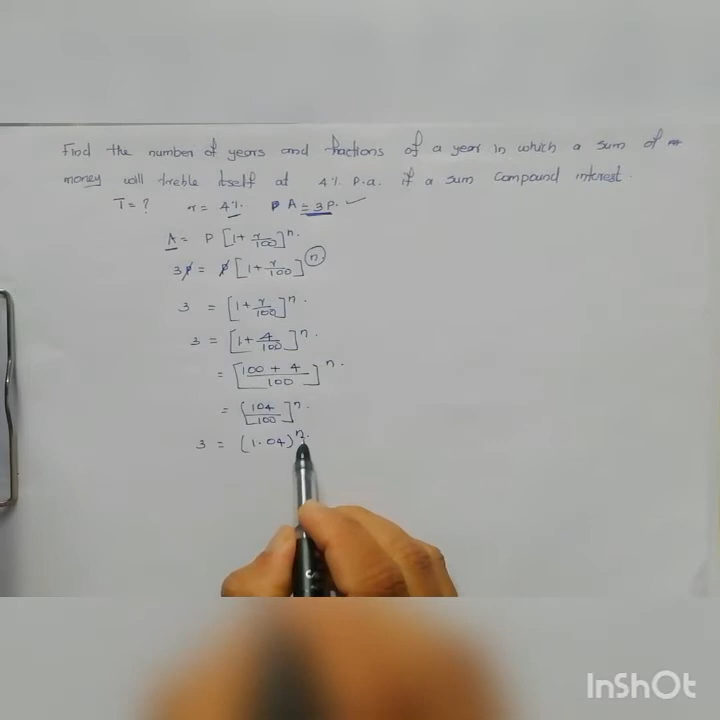 Find the number of years and fractions of a year in which a sum of
money will treble itself at 4% p.a. if a sum compound interest.
T = ? r = 4%. P A = 3P. ✓
A = P [1 + r/100]ⁿ.
3P = P [1 + r/100]ⁿ
3 = [1 + r/100]ⁿ.
3 = [1 + 4/100]ⁿ.
= [100 + 4/100]ⁿ.
= [104/100]ⁿ.
3 = (1.04)ⁿ.
InShOt